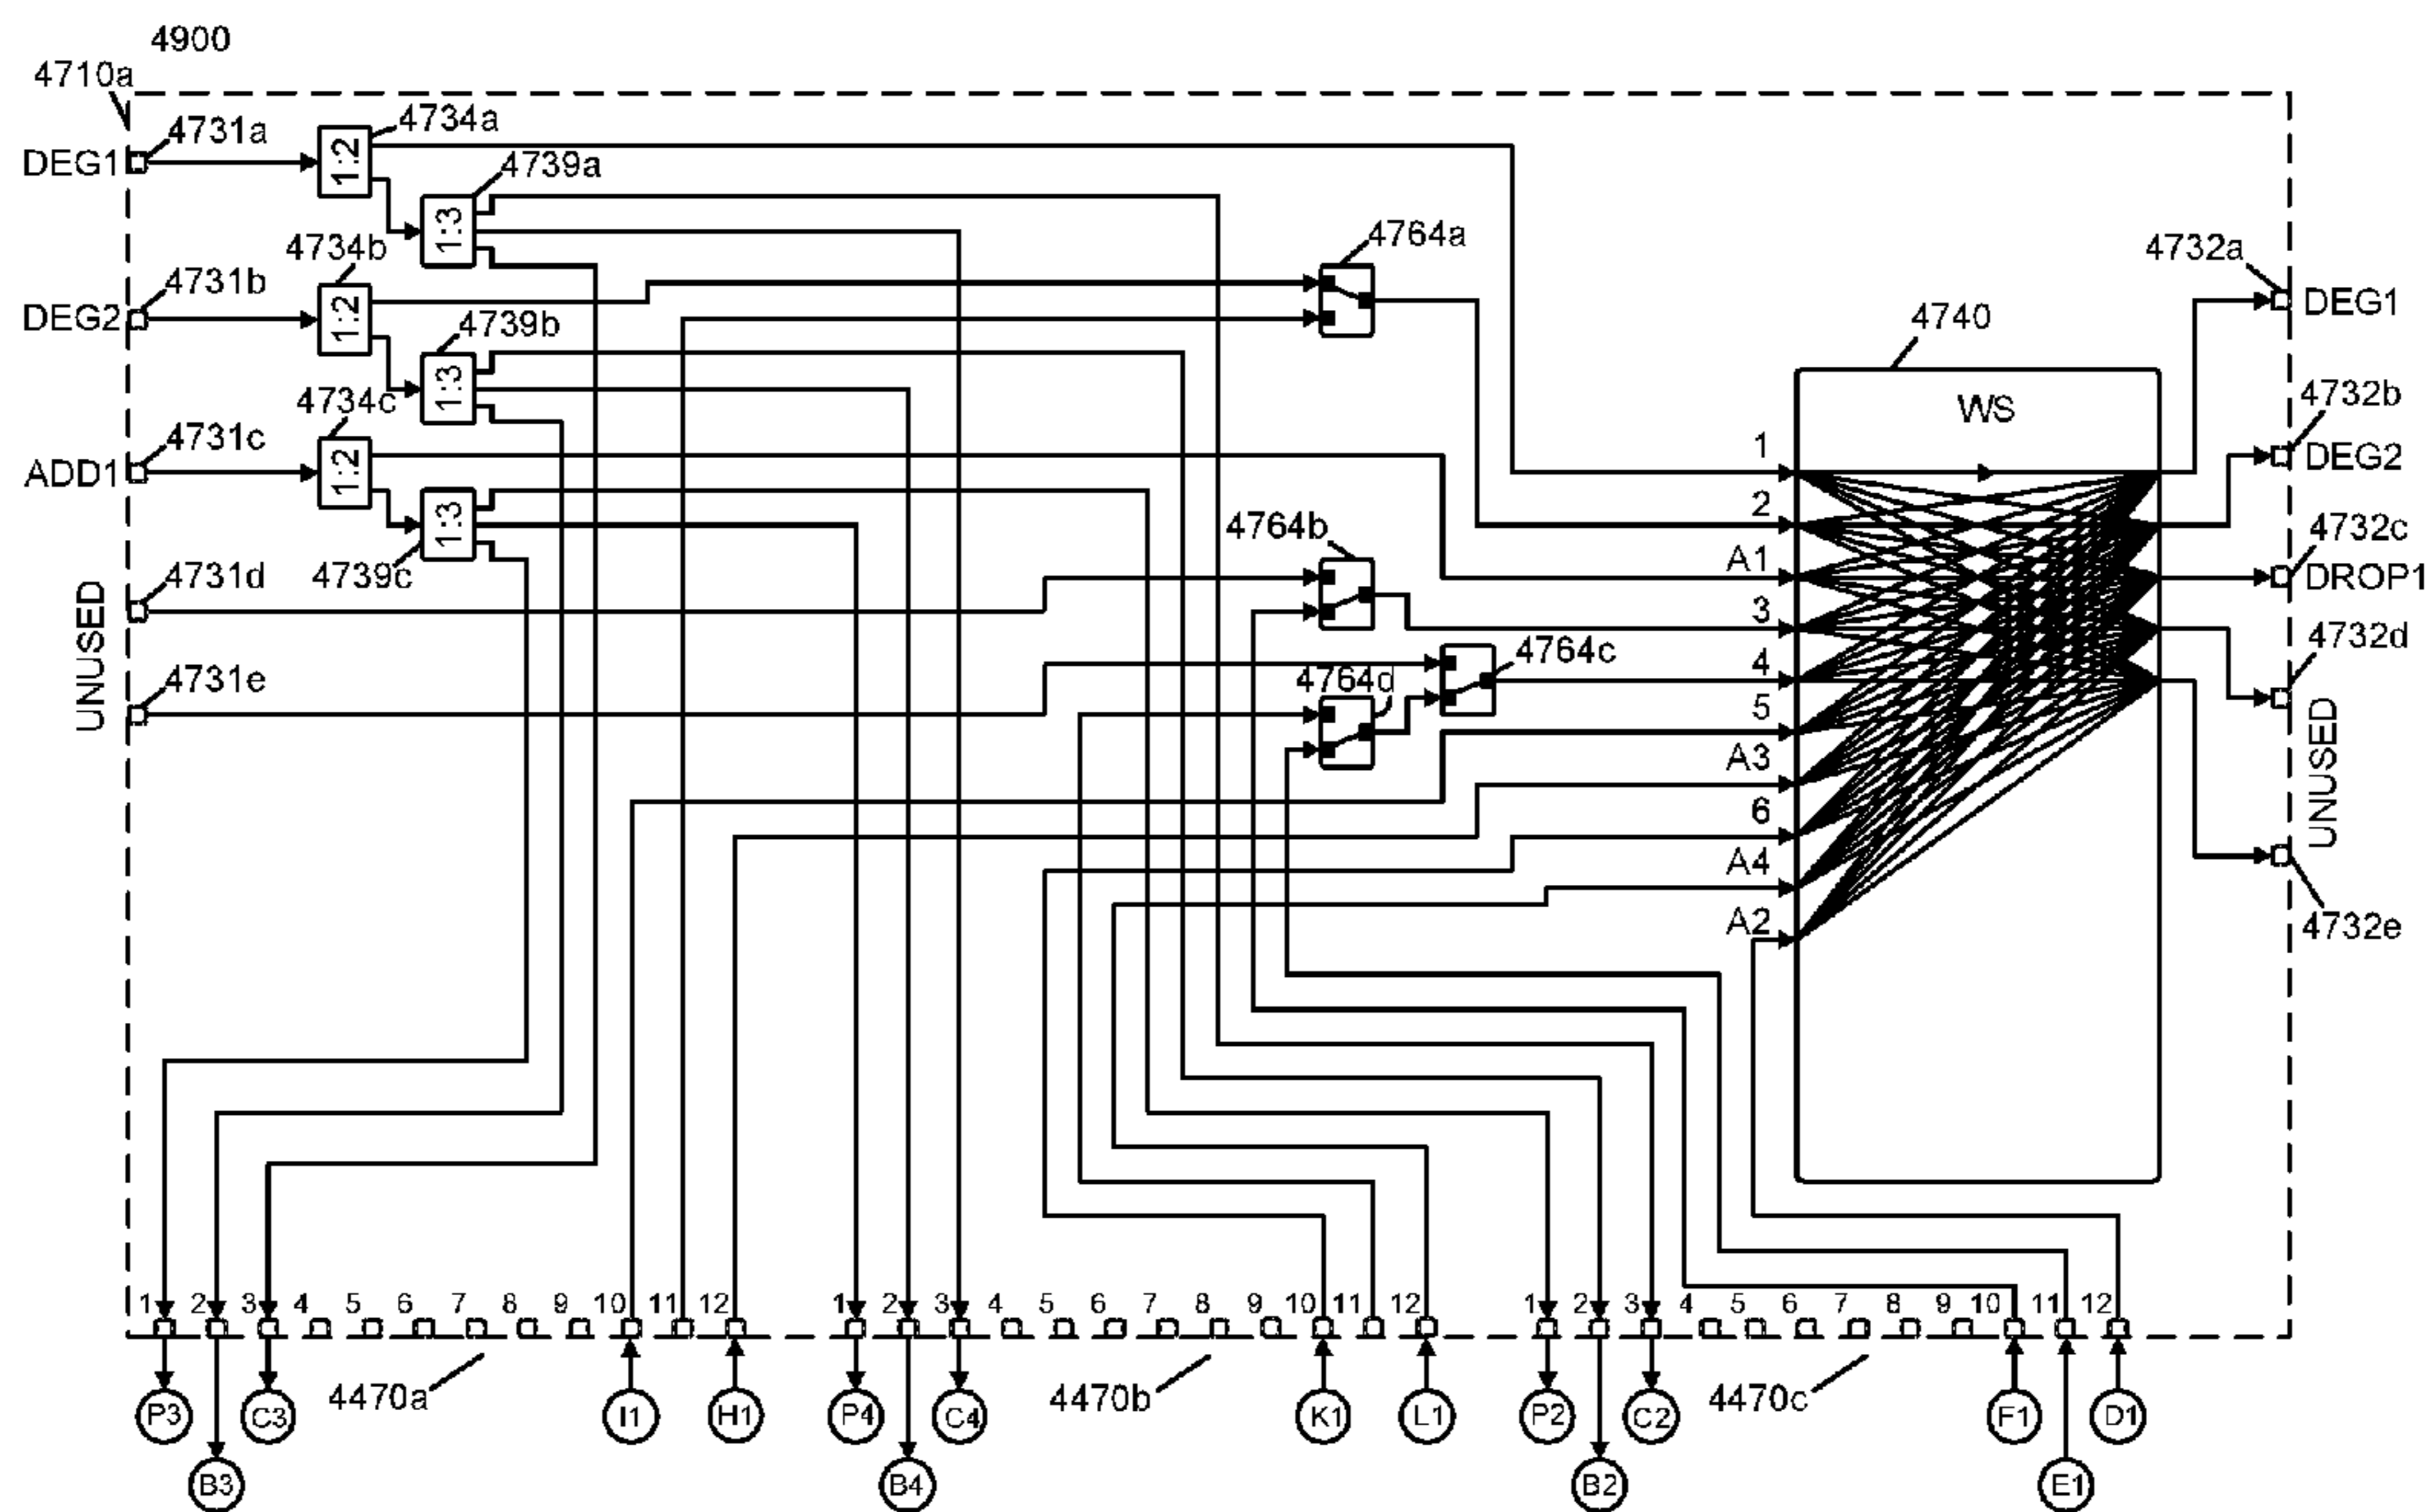 4900
4710a
4731a
4734a
DEG1
1:2
4739a
1:3
4734b
4764a
4732a
4731b
DEG1
DEG2
1:2
4739b
4740
1:3
4734c
4732b
WS
4731c
1
DEG2
ADD1
1:2
2
1:3
4764b
4732c
A1
4739c
4731d
DROP1
3
4732d
4764c
UNUSED
4731e
4764d
4
5
UNUSED
A3
6
A4
A2
4732e
1 2 3 4 5 6 7 8 9 10 11 12
1 2 3 4 5 6 7 8 9 10 11 12
1 2 3 4 5 6 7 8 9 10 11 12
4470a
4470b
4470c
P3 C3 I1 H1 P4 C4 K1 L1 P2 C2 F1 D1
B3 B4 B2 E1